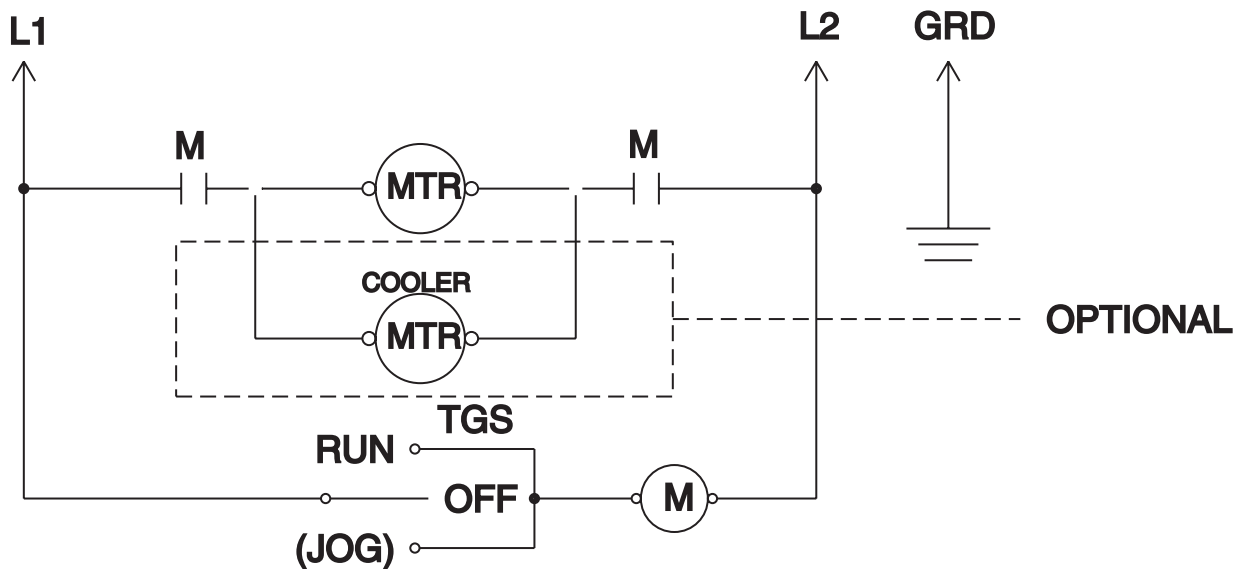 L1
L2
GRD
M
MTR
M
COOLER
MTR
OPTIONAL
TGS
RUN
OFF
M
(JOG)